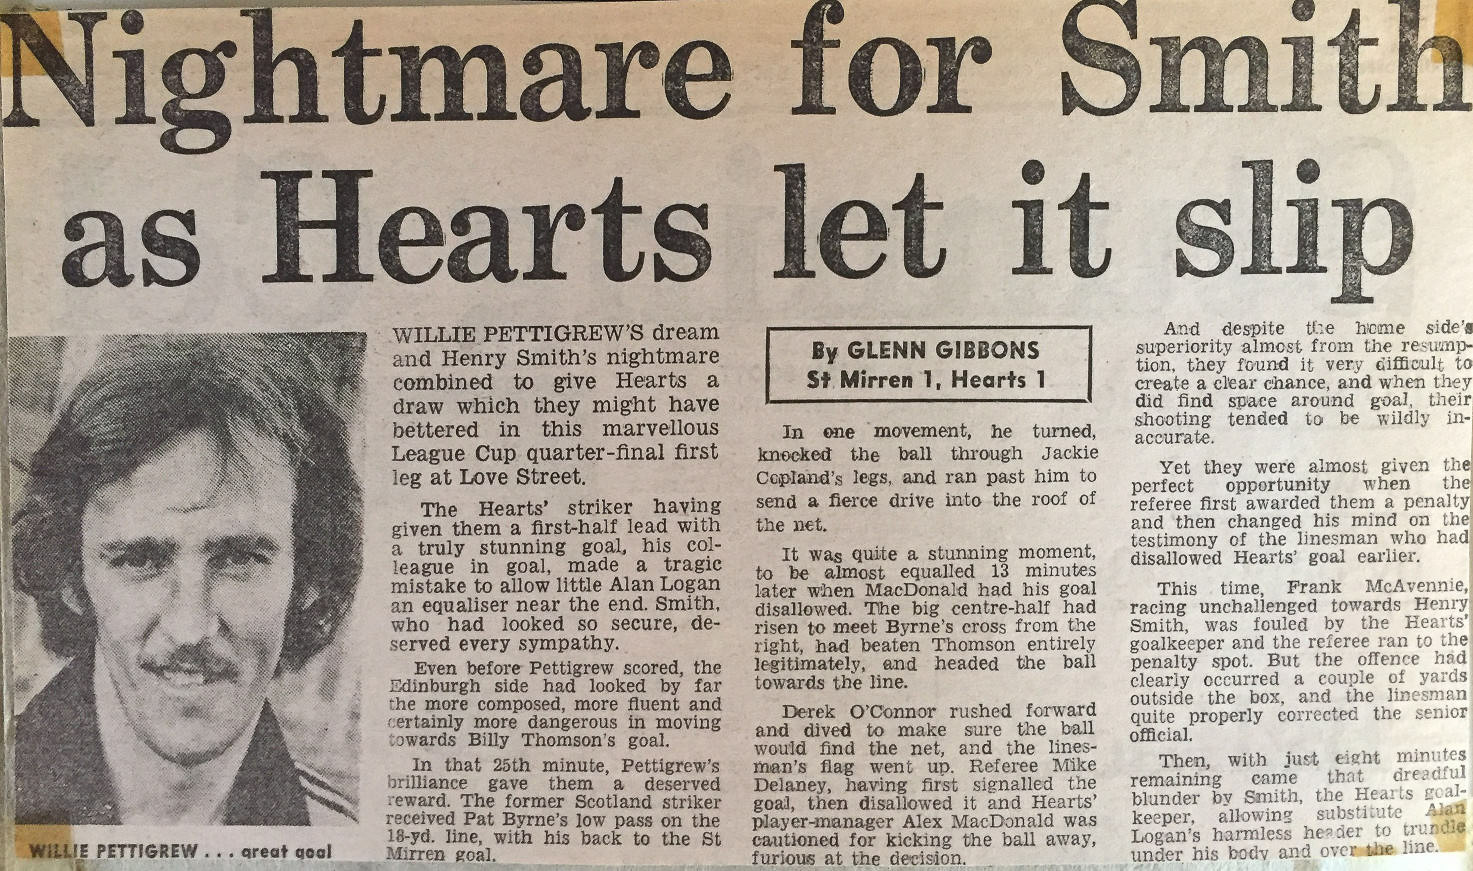 Nightmare for Smith
as Hearts let it slip
WILLIE PETTIGREW . . . great goal
WILLIE PETTIGREW'S dream
and Henry Smith's nightmare
combined to give Hearts a
draw which they might have
bettered in this marvellous
League Cup quarter-final first
leg at Love Street.
The Hearts' striker having
given them a first-half lead with
a truly stunning goal, his col-
league in goal, made a tragic
mistake to allow little Alan Logan
an equaliser near the end. Smith,
who had looked so secure, de-
served every sympathy.
Even before Pettigrew scored, the
Edinburgh side had looked by far
the more composed, more fluent and
certainly more dangerous in moving
towards Billy Thomson's goal.
In that 25th minute, Pettigrew's
brilliance gave them a deserved
reward. The former Scotland striker
received Pat Byrne's low pass on the
18-yd. line, with his back to the St
Mirren goal.
By GLENN GIBBONS
St Mirren 1, Hearts 1
In one movement, he turned,
knocked the ball through Jackie
Copland's legs, and ran past him to
send a fierce drive into the roof of
the net.
It was quite a stunning moment,
to be almost equalled 13 minutes
later when MacDonald had his goal
disallowed. The big centre-half had
risen to meet Byrne's cross from the
right, had beaten Thomson entirely
legitimately, and headed the ball
towards the line.
Derek O'Connor rushed forward
and dived to make sure the ball
would find the net, and the lines-
man's flag went up. Referee Mike
Delaney, having first signalled the
goal, then disallowed it and Hearts'
player-manager Alex MacDonald was
cautioned for kicking the ball away,
furious at the decision.
And despite the home side's
superiority almost from the resump-
tion, they found it very difficult to
create a clear chance, and when they
did find space around goal, their
shooting tended to be wildly in-
accurate.
Yet they were almost given the
perfect opportunity when the
referee first awarded them a penalty
and then changed his mind on the
testimony of the linesman who had
disallowed Hearts' goal earlier.
This time, Frank McAvennie,
racing unchallenged towards Henry
Smith, was fouled by the Hearts'
goalkeeper and the referee ran to the
penalty spot. But the offence had
clearly occurred a couple of yards
outside the box, and the linesman
quite properly corrected the senior
official.
Then, with just eight minutes
remaining came that dreadful
blunder by Smith, the Hearts goal-
keeper, allowing substitute Alan
Logan's harmless header to trundle
under his body and over the line.